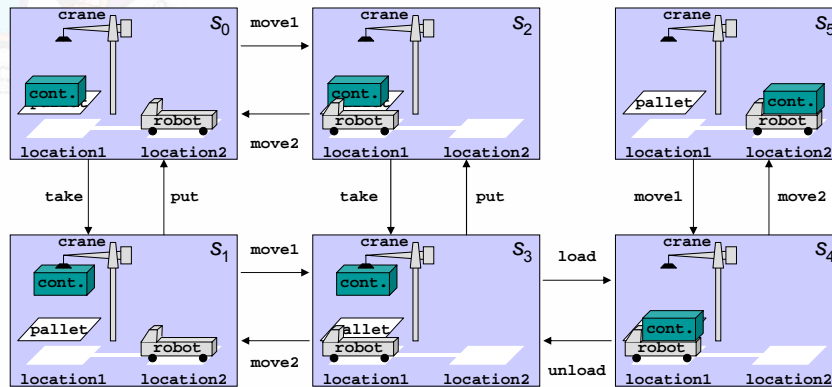 crane S0
cont.
robot
location1 location2
move1
move2
crane S2
cont.
robot
location1 location2
crane S5
pallet
cont.
robot
location1 location2
take
put
take
put
move1
move2
crane S1
cont.
pallet
robot
location1 location2
move1
move2
crane S3
cont.
allet
robot
location1 location2
load
unload
crane S4
cont.
robot
location1 location2